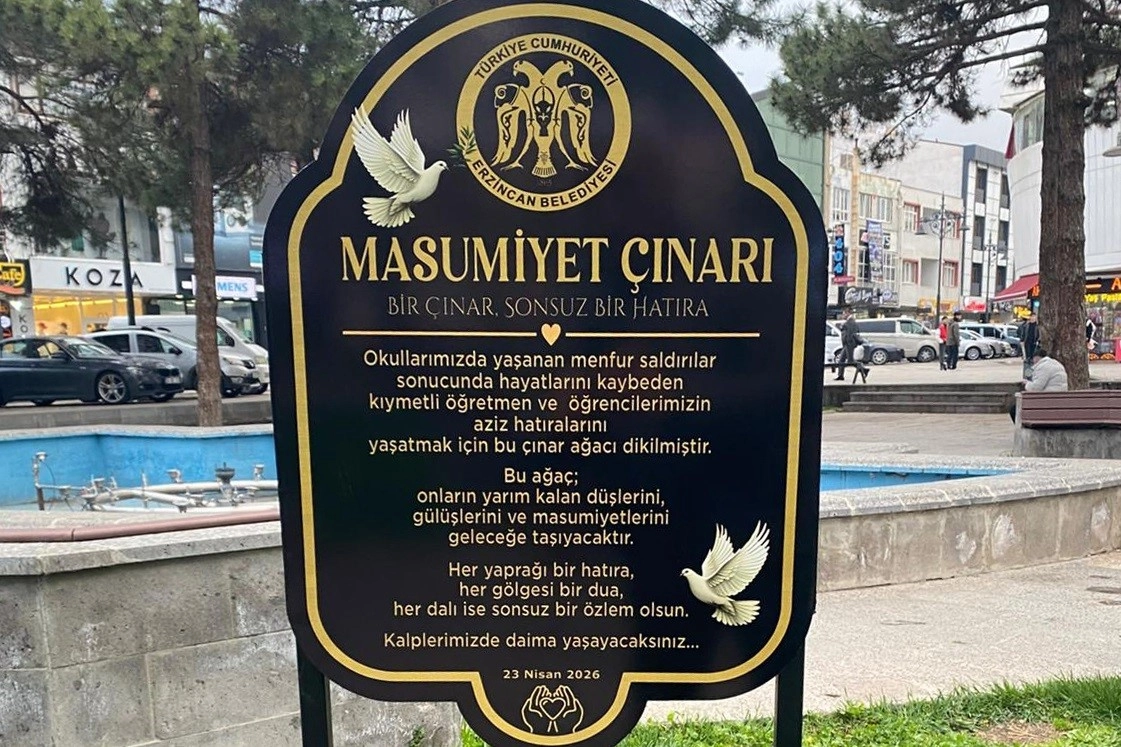 TÜRKİYE CUMHURİYETİ
ERZİNCAN BELEDİYESİ
MASUMİYET ÇINARI
BİR ÇINAR, SONSUZ BİR HATIRA
Okullarımızda yaşanan menfur saldırılar
sonucunda hayatlarını kaybeden
kıymetli öğretmen ve öğrencilerimizin
aziz hatıralarını
yaşatmak için bu çınar ağacı dikilmiştir.
Bu ağaç;
onların yarım kalan düşlerini,
gülüşlerini ve masumiyetlerini
geleceğe taşıyacaktır.
Her yaprağı bir hatıra,
her gölgesi bir dua,
her dalı ise sonsuz bir özlem olsun.
Kalplerimizde daima yaşayacaksınız...
23 Nisan 2026
KOZA
MENS